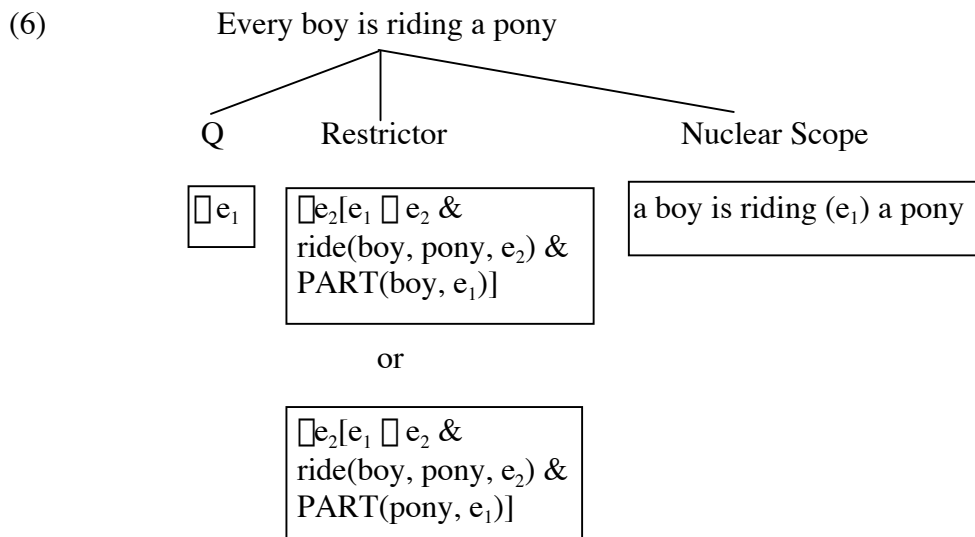 (6) Every boy is riding a pony
Q Restrictor Nuclear Scope
□ e₁
□e₂[e₁ □ e₂ &
ride(boy, pony, e₂) &
PART(boy, e₁)]
a boy is riding (e₁) a pony
or
□e₂[e₁ □ e₂ &
ride(boy, pony, e₂) &
PART(pony, e₁)]